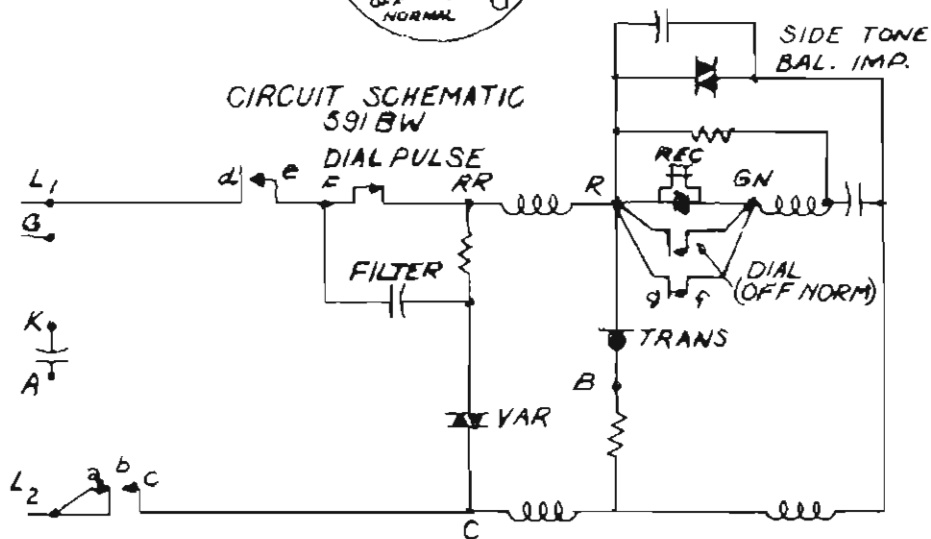 OFF
NORMAL
G
SIDE TONE
BAL. IMP.
CIRCUIT SCHEMATIC
591 BW
DIAL PULSE
L1
d
e
F
RR
R
REC
GN
G
FILTER
g
f
DIAL
(OFF NORM)
K
A
TRANS
B
VAR
L2
a
b
c
C